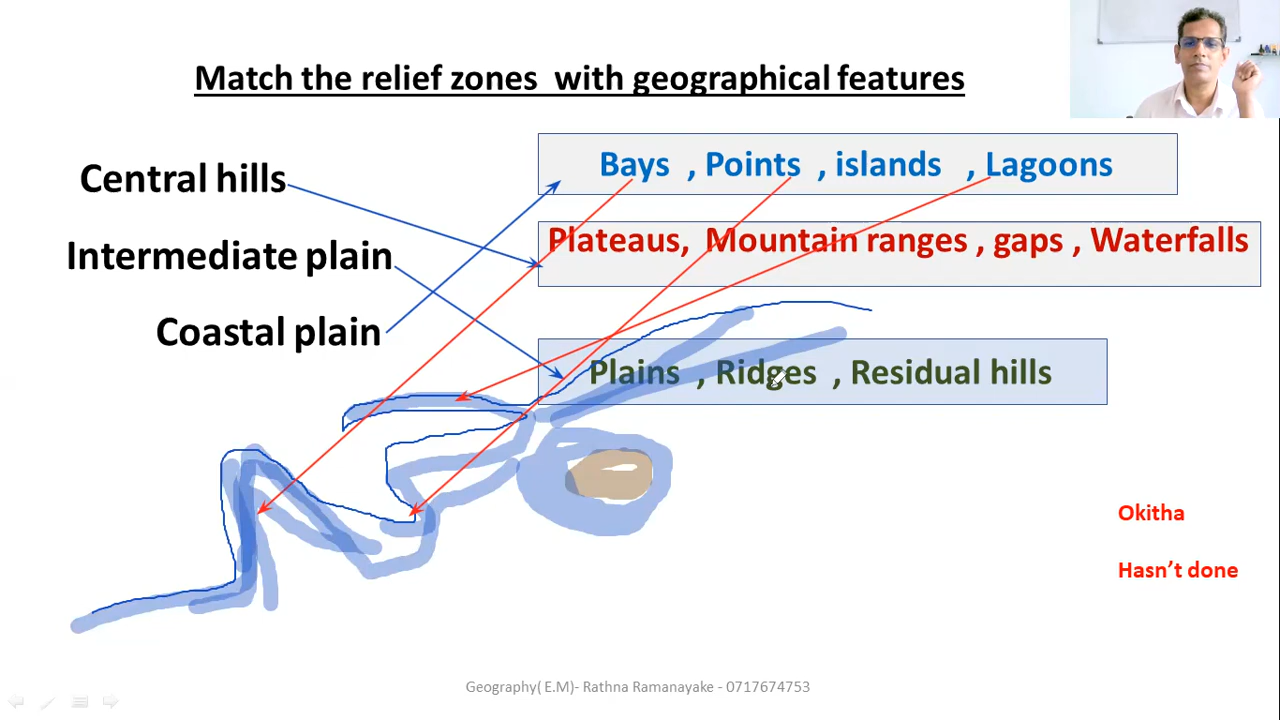 Match the relief zones with geographical features
Central hills
Intermediate plain
Coastal plain
Bays , Points , islands , Lagoons
Plateaus, Mountain ranges , gaps , Waterfalls
Plains , Ridges , Residual hills
Okitha
Hasn't done
Geography( E.M)- Rathna Ramanayake - 0717674753